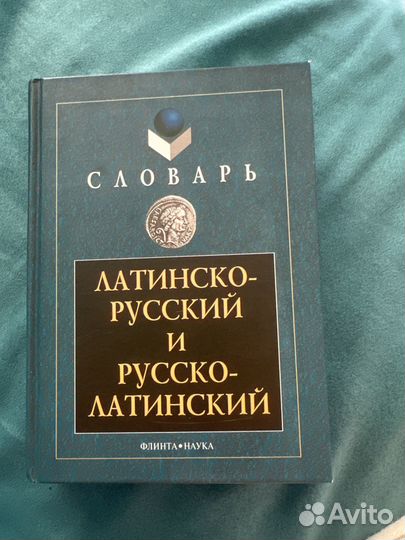 СЛОВАРЬ
ЛАТИНСКО-
РУССКИЙ
И
РУССКО-
ЛАТИНСКИЙ
ФЛИНТА•НАУКА
Avito